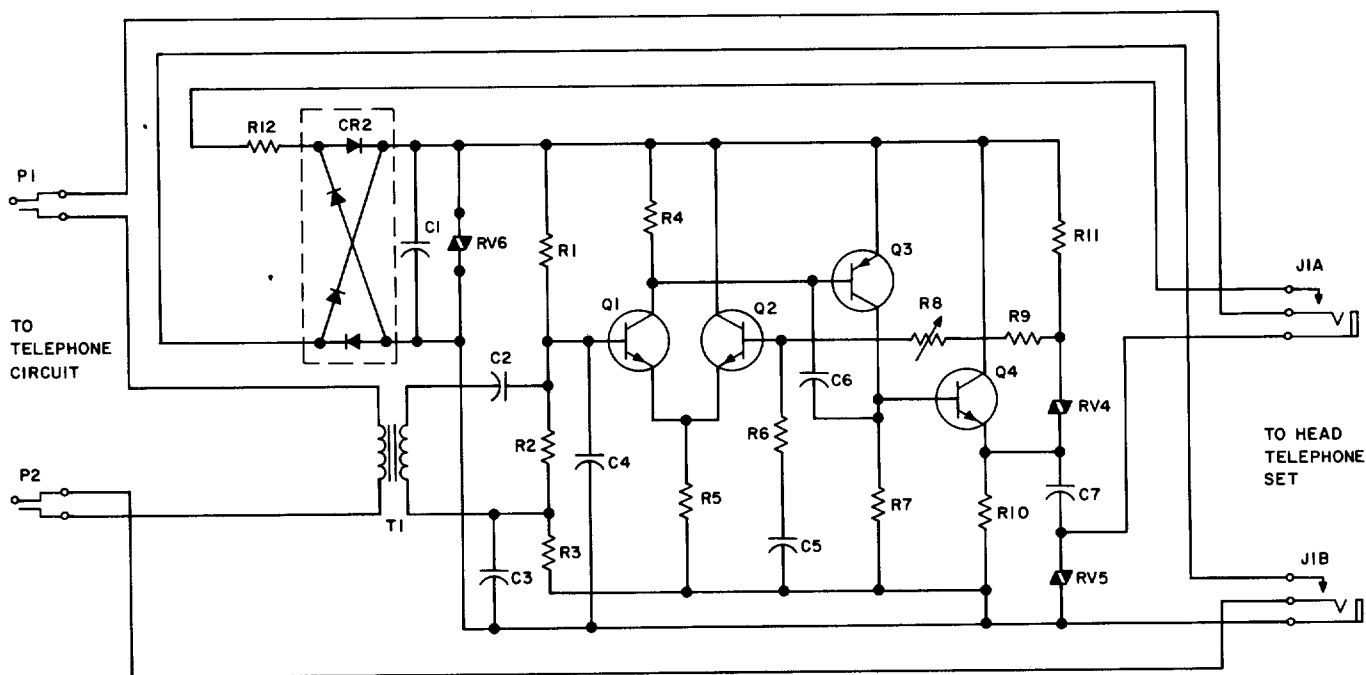 R12
CR2
P1
C1
RV6
R1
R4
Q1
Q2
Q3
R8
R9
R11
J1A
TO
TELEPHONE
CIRCUIT
C2
C6
Q4
RV4
R2
C4
R6
TO HEAD
TELEPHONE
SET
P2
T1
R5
R7
R10
C7
C3
R3
C5
RV5
J1B